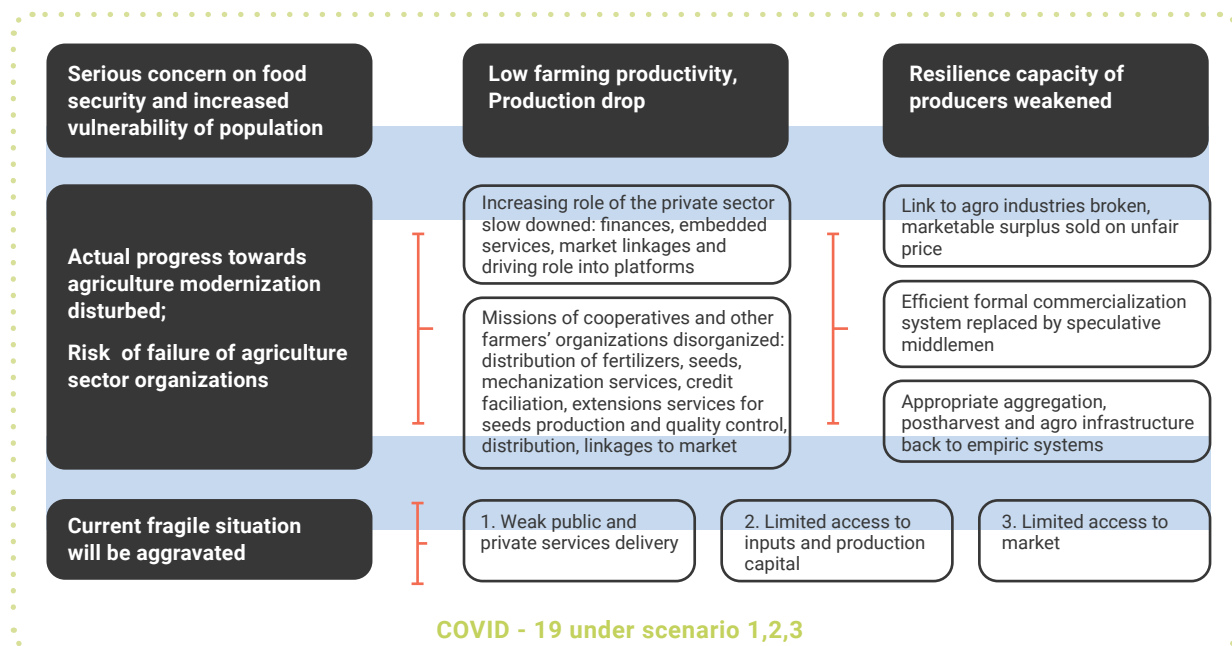 Serious concern on food
security and increased
vulnerability of population
Low farming productivity,
Production drop
Resilience capacity of
producers weakened
Actual progress towards
agriculture modernization
disturbed;
Risk of failure of agriculture
sector organizations
Increasing role of the private sector
slow downed: finances, embedded
services, market linkages and
driving role into platforms
Missions of cooperatives and other
farmers’ organizations disorganized:
distribution of fertilizers, seeds,
mechanization services, credit
faciliation, extensions services for
seeds production and quality control,
distribution, linkages to market
Link to agro industries broken,
marketable surplus sold on unfair
price
Efficient formal commercialization
system replaced by speculative
middlemen
Appropriate aggregation,
postharvest and agro infrastructure
back to empiric systems
Current fragile situation
will be aggravated
1. Weak public and
private services delivery
2. Limited access to
inputs and production
capital
3. Limited access to
market
COVID - 19 under scenario 1,2,3